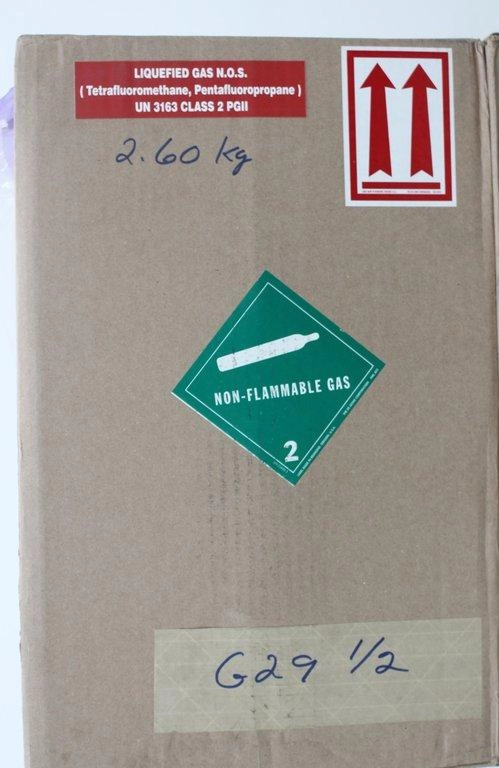 LIQUEFIED GAS N.O.S.
( Tetrafluoromethane, Pentafluoropropane )
UN 3163 CLASS 2 PGII
2.60 kg
NON-FLAMMABLE GAS
2
G29 1/2